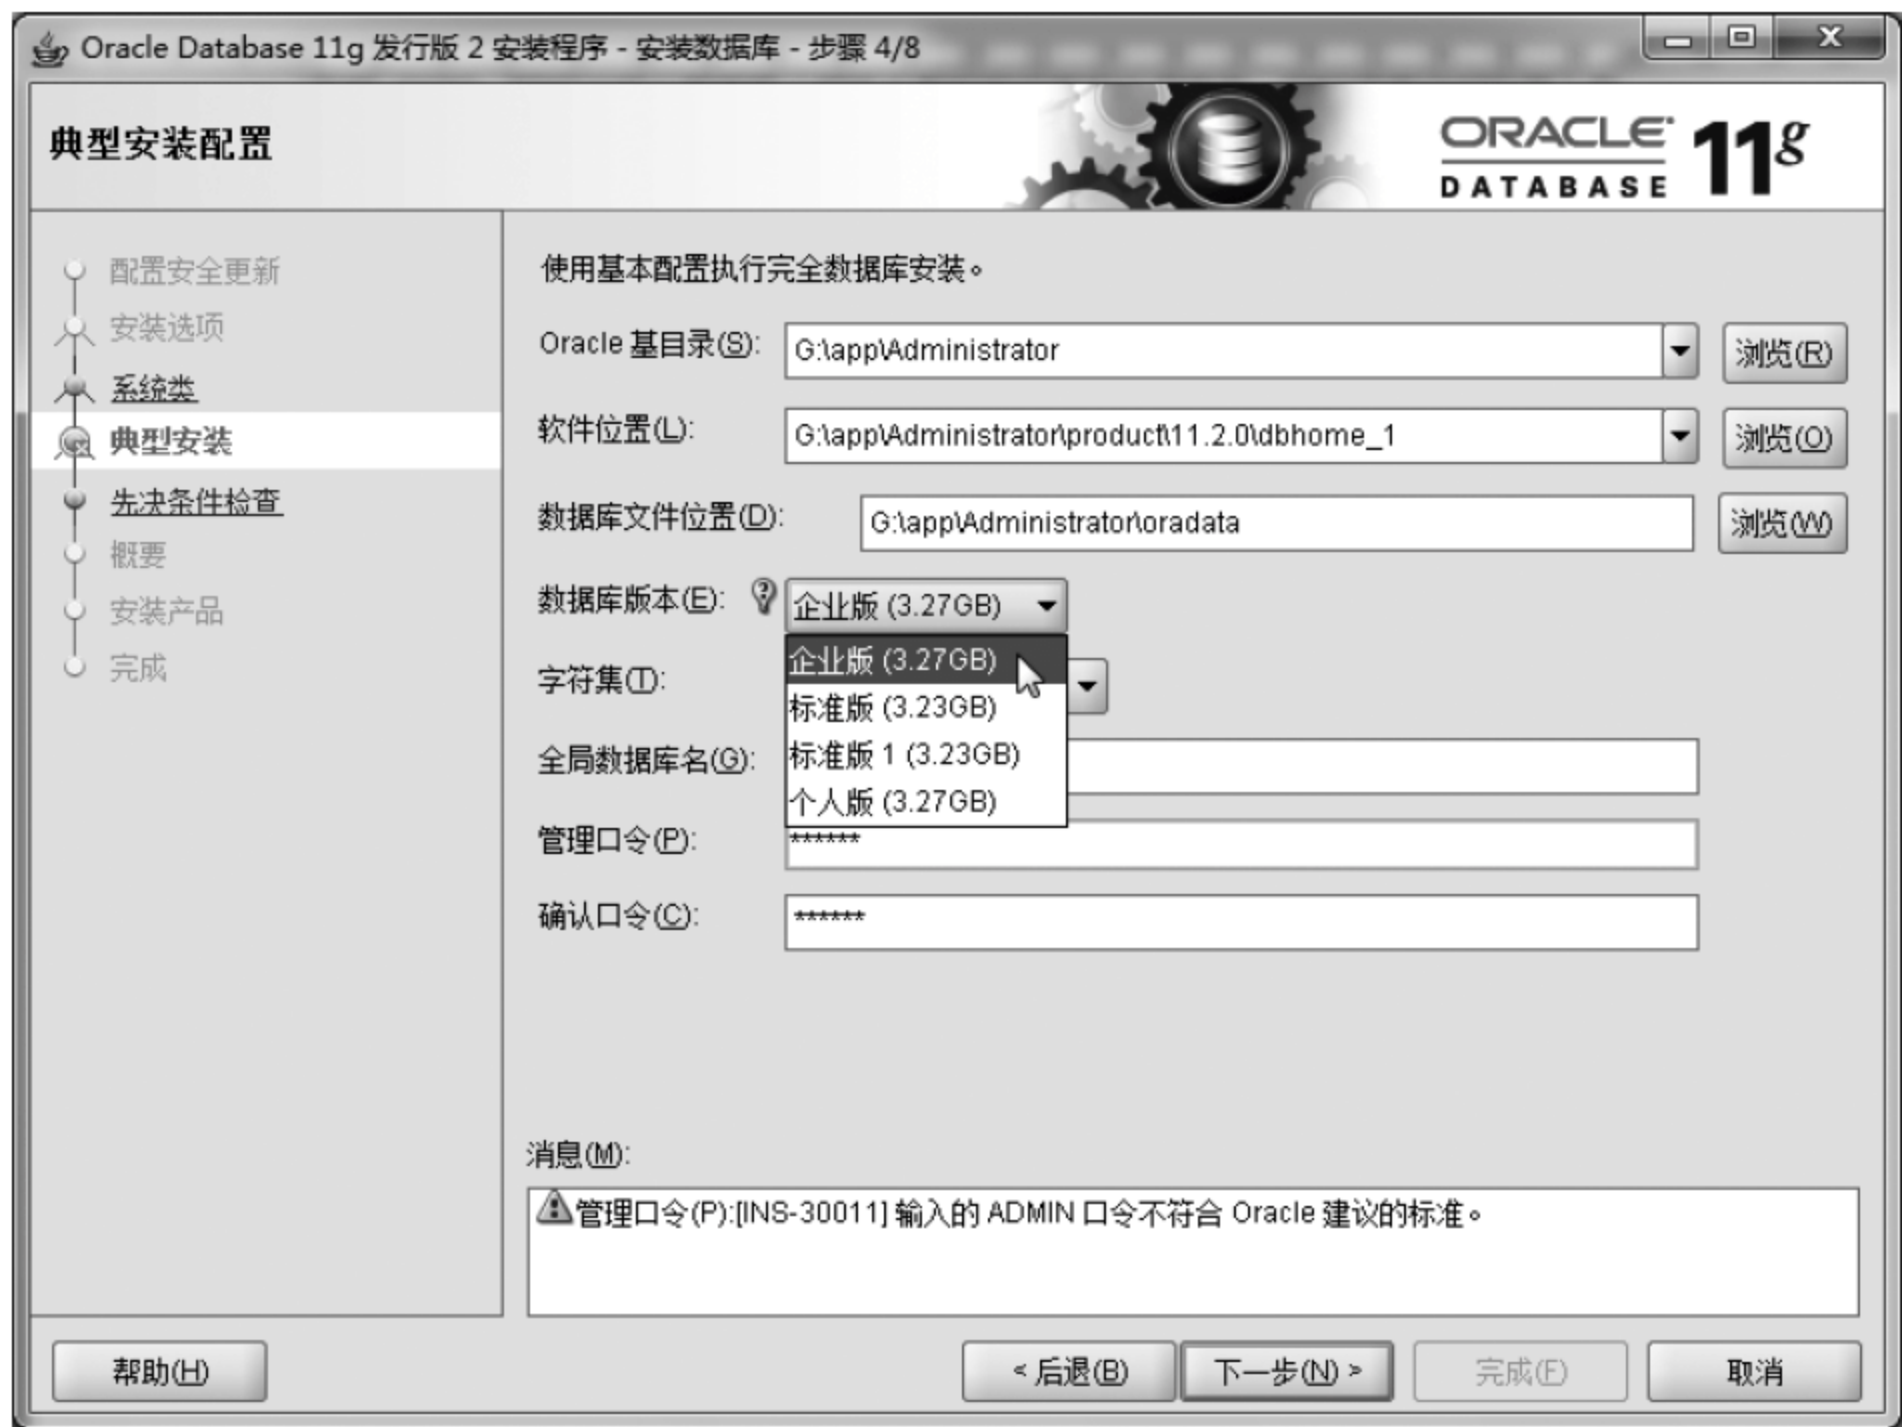 Oracle Database 11g 发行版 2 安装程序 - 安装数据库 - 步骤 4/8
典型安装配置
ORACLE
DATABASE
11g
配置安全更新
安装选项
系统类
典型安装
先决条件检查
概要
安装产品
完成
使用基本配置执行完全数据库安装。
Oracle 基目录(S): G:\app\Administrator 浏览(R)
软件位置(L): G:\app\Administrator\product\11.2.0\dbhome_1 浏览(O)
数据库文件位置(D): G:\app\Administrator\oradata 浏览(W)
数据库版本(E): 企业版 (3.27GB)
企业版 (3.27GB)
字符集(T):
标准版 (3.23GB)
标准版 1 (3.23GB)
全局数据库名(G):
个人版 (3.27GB)
管理口令(P): ******
确认口令(C): ******
消息(M):
管理口令(P):[INS-30011] 输入的 ADMIN 口令不符合 Oracle 建议的标准。
帮助(H) < 后退(B) 下一步(N) > 完成(F) 取消